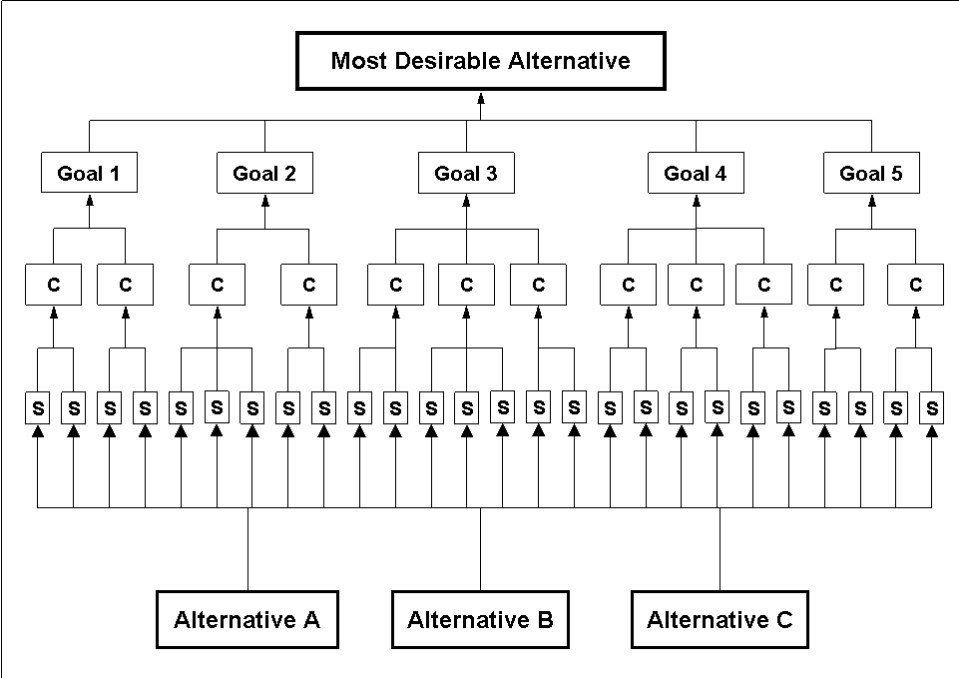 Most Desirable Alternative
Goal 1 Goal 2 Goal 3 Goal 4 Goal 5
C C C C C C C C C C C C
S S S S S S S S S S S S S S S S S S S S S S S S S S
Alternative A Alternative B Alternative C